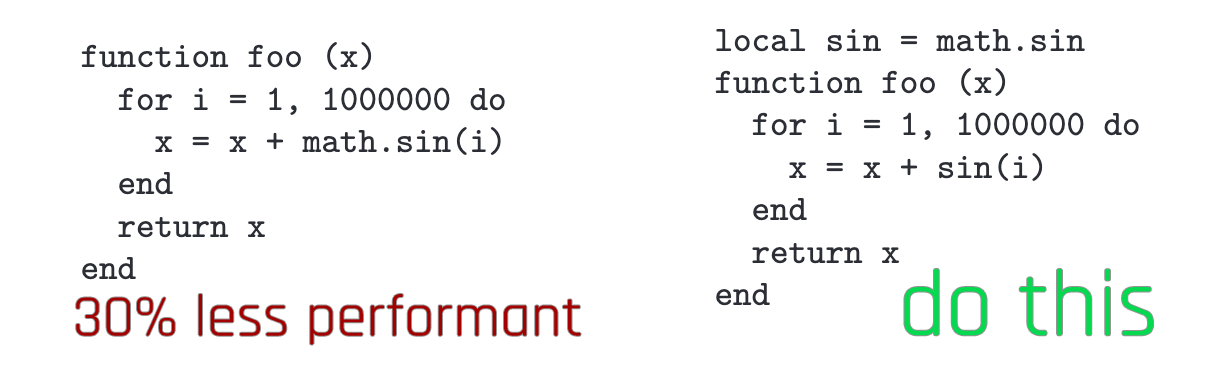 function foo (x)
  for i = 1, 1000000 do
    x = x + math.sin(i)
  end
  return x
end
30% less performant
local sin = math.sin
function foo (x)
  for i = 1, 1000000 do
    x = x + sin(i)
  end
  return x
end
do this